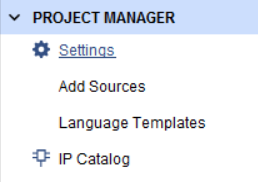 PROJECT MANAGER
Settings
Add Sources
Language Templates
IP Catalog